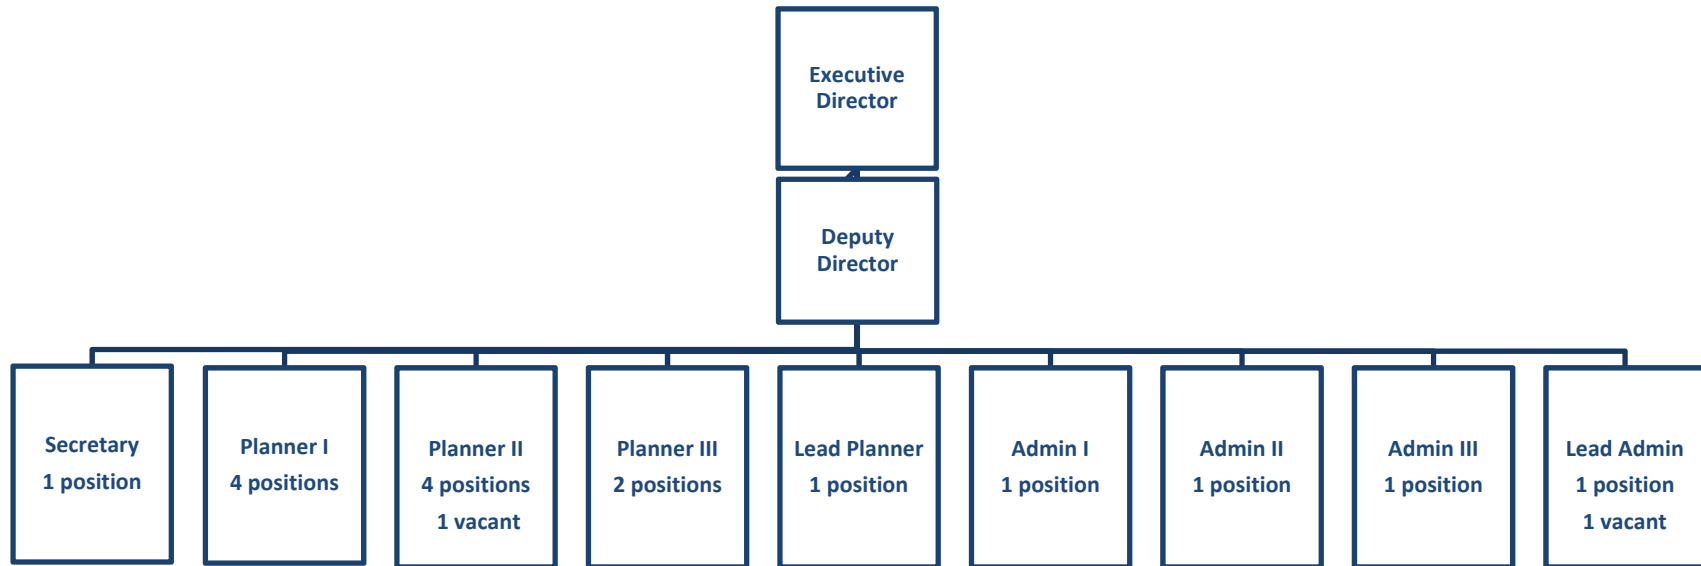 Executive
Director
Deputy
Director
Secretary
1 position
Planner I
4 positions
Planner II
4 positions
1 vacant
Planner III
2 positions
Lead Planner
1 position
Admin I
1 position
Admin II
1 position
Admin III
1 position
Lead Admin
1 position
1 vacant